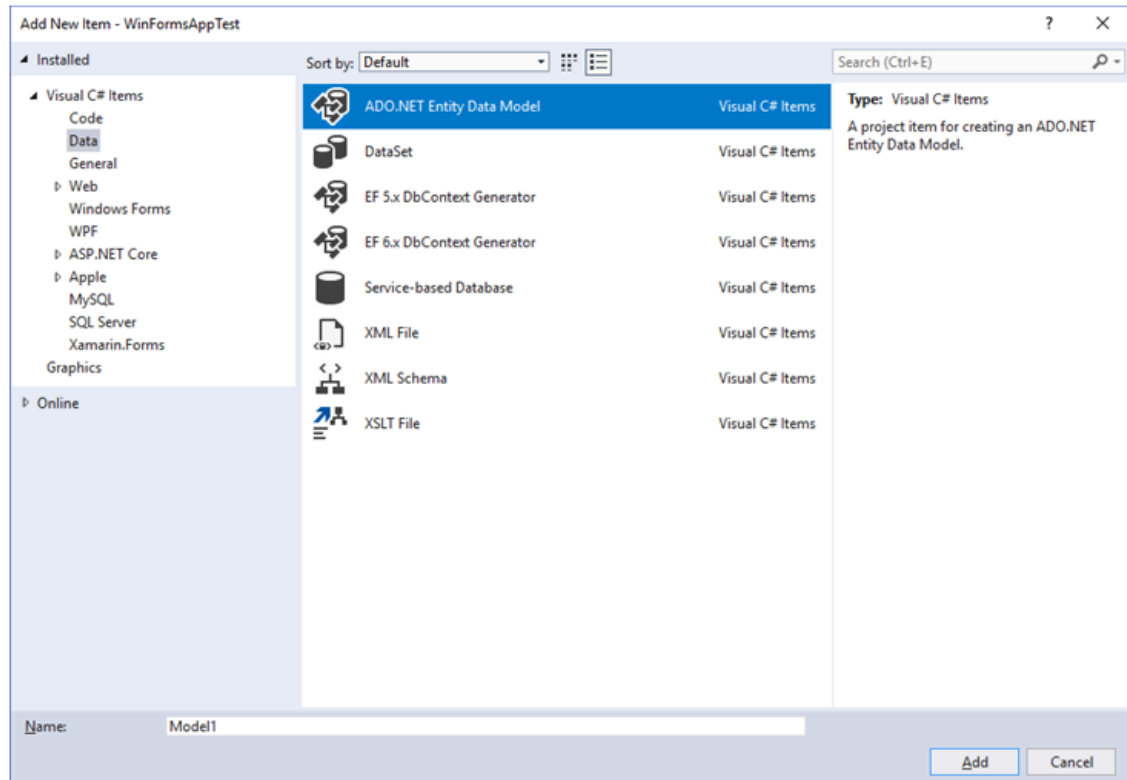 Add New Item - WinFormsAppTest
?
Installed
Sort by: Default
Search (Ctrl+E)
Visual C# Items
Code
Data
General
Web
Windows Forms
WPF
ASP.NET Core
Apple
MySQL
SQL Server
Xamarin.Forms
Graphics
Online
ADO.NET Entity Data Model Visual C# Items
DataSet Visual C# Items
EF 5.x DbContext Generator Visual C# Items
EF 6.x DbContext Generator Visual C# Items
Service-based Database Visual C# Items
XML File Visual C# Items
XML Schema Visual C# Items
XSLT File Visual C# Items
Type: Visual C# Items
A project item for creating an ADO.NET
Entity Data Model.
Name: Model1
Add Cancel